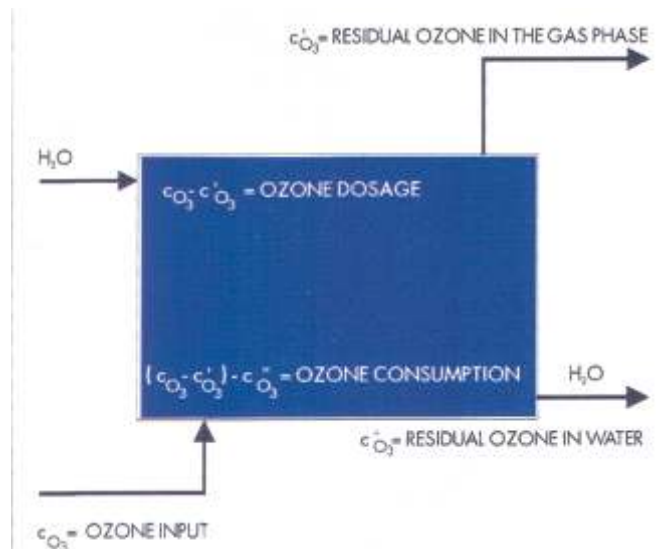 c'O₃= RESIDUAL OZONE IN THE GAS PHASE
H₂O
cO₃- c'O₃ = OZONE DOSAGE
(cO₃- c'O₃) - c"O₃= OZONE CONSUMPTION
H₂O
c"O₃= RESIDUAL OZONE IN WATER
cO₃= OZONE INPUT